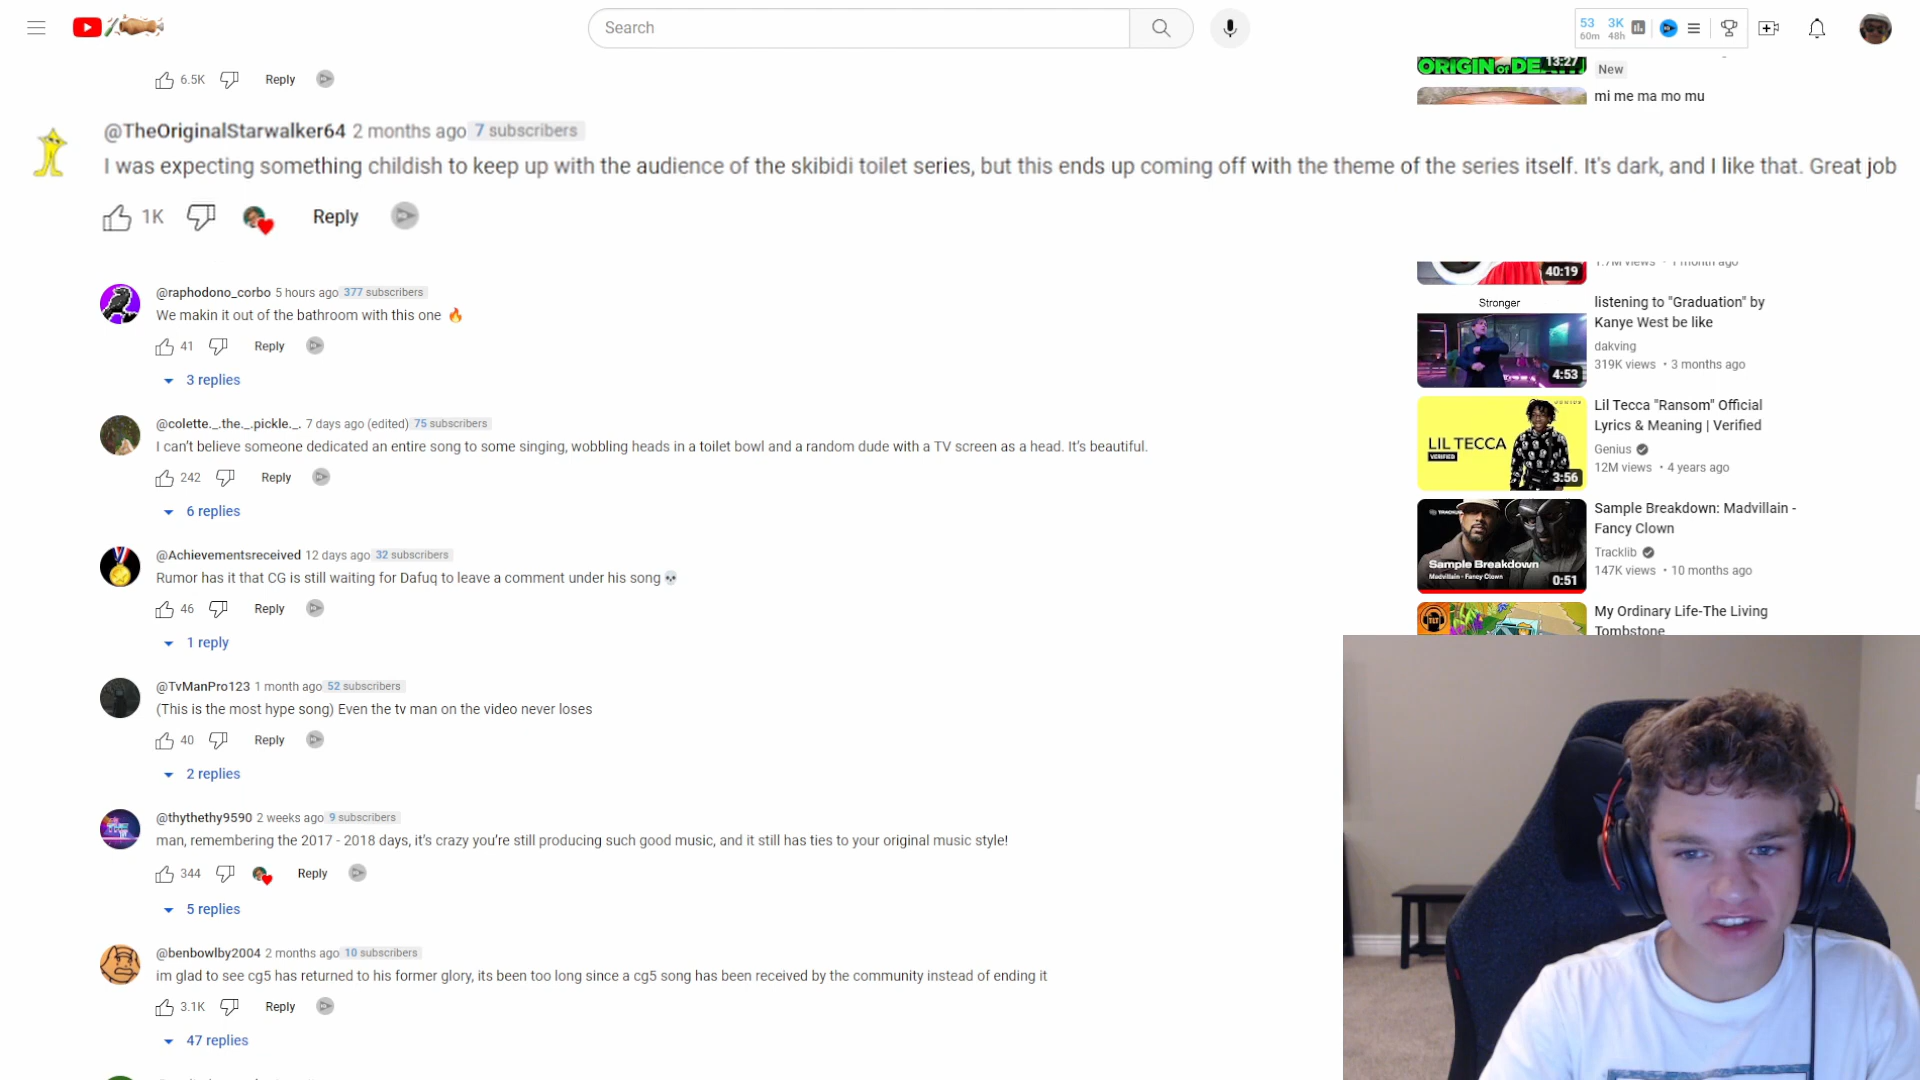 Search
53 3K
60m 48h
6.5K Reply
13:27
New
mi me ma mo mu
@TheOriginalStarwalker64 2 months ago 7 subscribers
I was expecting something childish to keep up with the audience of the skibidi toilet series, but this ends up coming off with the theme of the series itself. It's dark, and I like that. Great job
1K Reply
@raphodono_corbo 5 hours ago 377 subscribers
We makin it out of the bathroom with this one 🔥
41 Reply
3 replies
@colette._.the._.pickle._. 7 days ago (edited) 75 subscribers
I can't believe someone dedicated an entire song to some singing, wobbling heads in a toilet bowl and a random dude with a TV screen as a head. It's beautiful.
242 Reply
6 replies
@Achievementsreceived 12 days ago 32 subscribers
Rumor has it that CG is still waiting for Dafuq to leave a comment under his song 💀
46 Reply
1 reply
@TvManPro123 1 month ago 52 subscribers
(This is the most hype song) Even the tv man on the video never loses
40 Reply
2 replies
@thythethy9590 2 weeks ago 9 subscribers
man, remembering the 2017 - 2018 days, it's crazy you're still producing such good music, and it still has ties to your original music style!
344 Reply
5 replies
@benbowlby2004 2 months ago 10 subscribers
im glad to see cg5 has returned to his former glory, its been too long since a cg5 song has been received by the community instead of ending it
3.1K Reply
47 replies
40:19
1.7M views • 1 month ago
Stronger
4:53
listening to "Graduation" by
Kanye West be like
dakving
319K views • 3 months ago
LIL TECCA
VERIFIED
3:56
Lil Tecca "Ransom" Official
Lyrics & Meaning | Verified
Genius
12M views • 4 years ago
Sample Breakdown
Madvillain - Fancy Clown
0:51
Sample Breakdown: Madvillain -
Fancy Clown
Tracklib
147K views • 10 months ago
My Ordinary Life-The Living
Tombstone